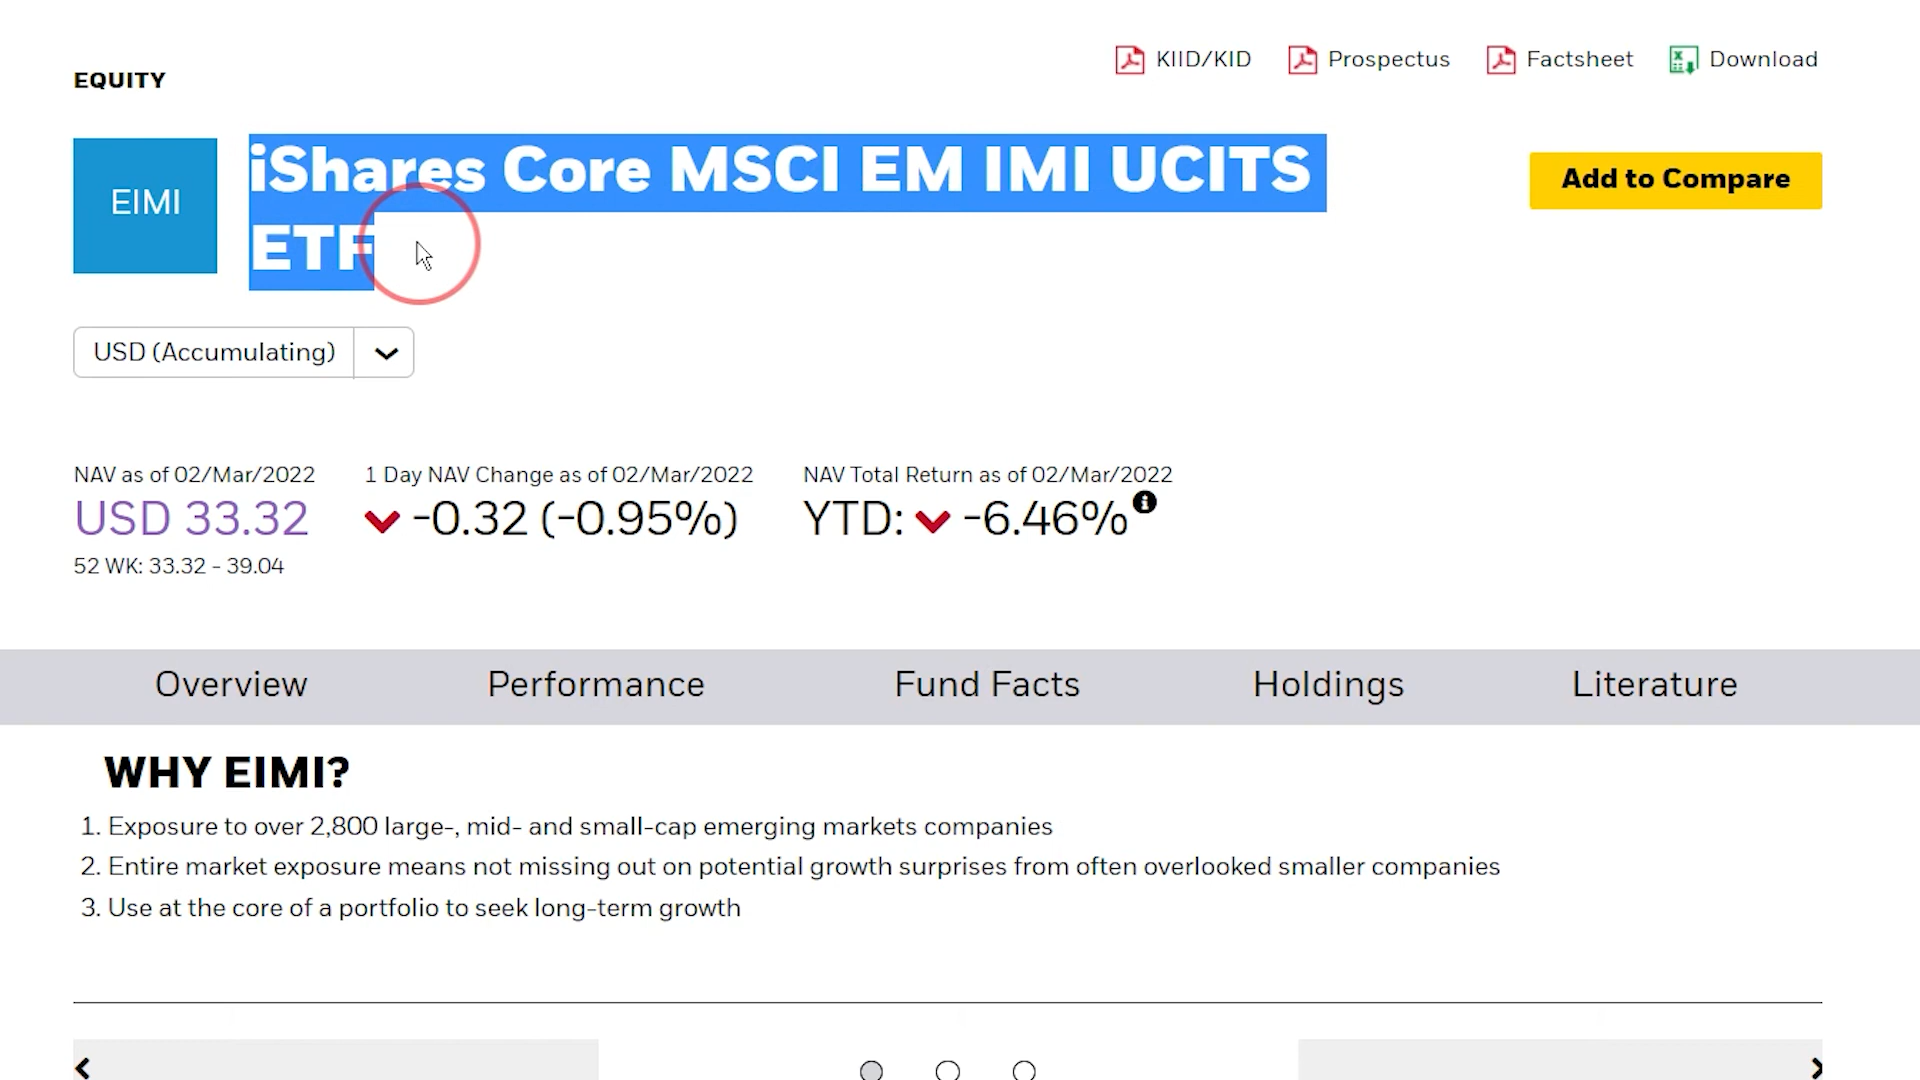 KIID/KID Prospectus Factsheet Download
EQUITY
EIMI
iShares Core MSCI EM IMI UCITS
ETF
Add to Compare
USD (Accumulating)
NAV as of 02/Mar/2022
USD 33.32
52 WK: 33.32 - 39.04
1 Day NAV Change as of 02/Mar/2022
-0.32 (-0.95%)
NAV Total Return as of 02/Mar/2022
YTD: -6.46%
Overview Performance Fund Facts Holdings Literature
WHY EIMI?
1. Exposure to over 2,800 large-, mid- and small-cap emerging markets companies
2. Entire market exposure means not missing out on potential growth surprises from often overlooked smaller companies
3. Use at the core of a portfolio to seek long-term growth